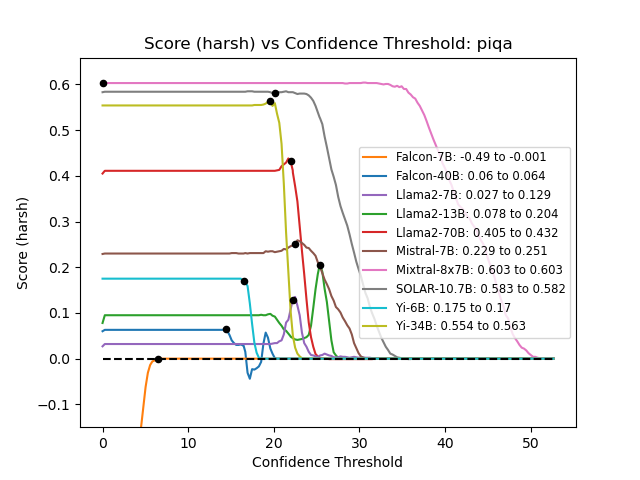 Score (harsh) vs Confidence Threshold: piqa
Score (harsh)
0.6
0.5
0.4
0.3
0.2
0.1
0.0
−0.1
Falcon-7B: -0.49 to -0.001
Falcon-40B: 0.06 to 0.064
Llama2-7B: 0.027 to 0.129
Llama2-13B: 0.078 to 0.204
Llama2-70B: 0.405 to 0.432
Mistral-7B: 0.229 to 0.251
Mixtral-8x7B: 0.603 to 0.603
SOLAR-10.7B: 0.583 to 0.582
Yi-6B: 0.175 to 0.17
Yi-34B: 0.554 to 0.563
0 10 20 30 40 50
Confidence Threshold